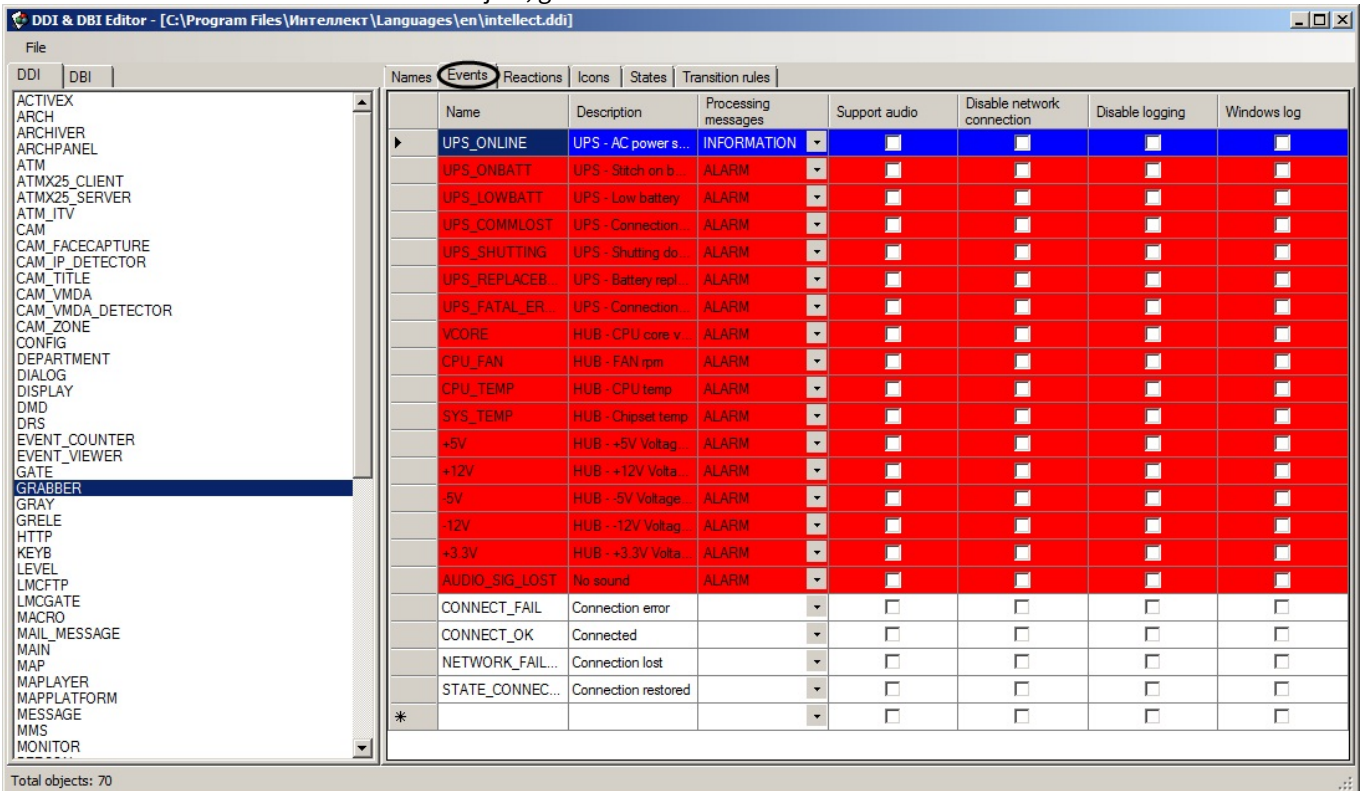 DDI & DBI Editor - [C:\Program Files\Интеллект\Languages\en\intellect.ddi]
File
DDI DBI
ACTIVEX
ARCH
ARCHIVER
ARCHPANEL
ATM
ATMX25_CLIENT
ATMX25_SERVER
ATM_ITV
CAM
CAM_FACECAPTURE
CAM_IP_DETECTOR
CAM_TITLE
CAM_VMDA
CAM_VMDA_DETECTOR
CAM_ZONE
CONFIG
DEPARTMENT
DIALOG
DISPLAY
DMD
DRS
EVENT_COUNTER
EVENT_VIEWER
GATE
GRABBER
GRAY
GRELE
HTTP
KEYB
LEVEL
LMCFTP
LMCGATE
MACRO
MAIL_MESSAGE
MAIN
MAP
MAPLAYER
MAPPLATFORM
MESSAGE
MMS
MONITOR
Names Events Reactions Icons States Transition rules
Name Description Processing messages Support audio Disable network connection Disable logging Windows log
UPS_ONLINE UPS - AC power s... INFORMATION
UPS_ONBATT UPS - Stitch on b... ALARM
UPS_LOWBATT UPS - Low battery ALARM
UPS_COMMLOST UPS - Connection... ALARM
UPS_SHUTTING UPS - Shutting do... ALARM
UPS_REPLACEB... UPS - Battery repl... ALARM
UPS_FATAL_ER... UPS - Connection... ALARM
VCORE HUB - CPU core v... ALARM
CPU_FAN HUB - FAN rpm ALARM
CPU_TEMP HUB - CPU temp ALARM
SYS_TEMP HUB - Chipset temp ALARM
+5V HUB - +5V Voltag... ALARM
+12V HUB - +12V Volta... ALARM
-5V HUB - -5V Voltage... ALARM
-12V HUB - -12V Voltag... ALARM
+3.3V HUB - +3.3V Volta... ALARM
AUDIO_SIG_LOST No sound ALARM
CONNECT_FAIL Connection error
CONNECT_OK Connected
NETWORK_FAIL... Connection lost
STATE_CONNEC... Connection restored
Total objects: 70